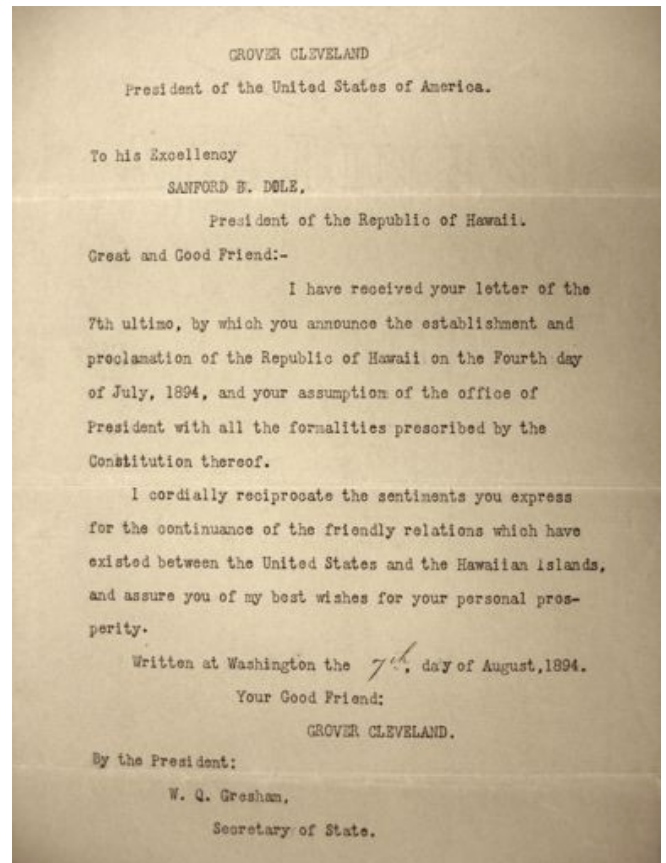 GROVER CLEVELAND
President of the United States of America.
To his Excellency
SANFORD B. DOLE,
President of the Republic of Hawaii.
Great and Good Friend:-
I have received your letter of the
7th ultimo, by which you announce the establishment and
proclamation of the Republic of Hawaii on the Fourth day
of July, 1894, and your assumption of the office of
President with all the formalities prescribed by the
Constitution thereof.
I cordially reciprocate the sentiments you express
for the continuance of the friendly relations which have
existed between the United States and the Hawaiian Islands,
and assure you of my best wishes for your personal pros-
perity.
Written at Washington the 7th. day of August,1894.
Your Good Friend:
GROVER CLEVELAND.
By the President:
W. Q. Gresham,
Secretary of State.